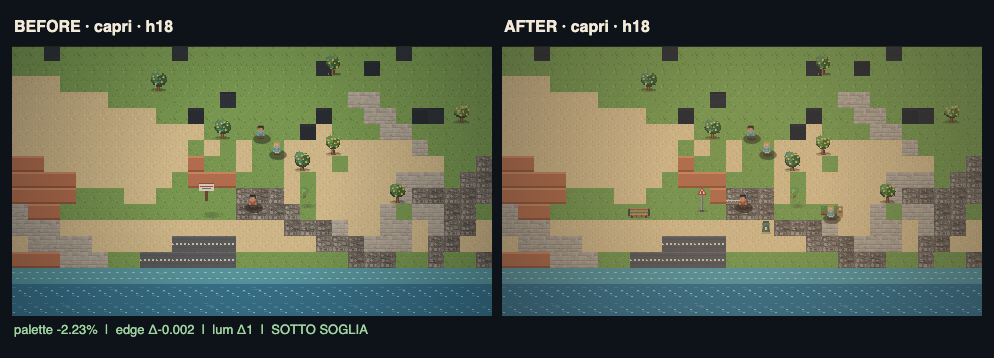 BEFORE · capri · h18
AFTER · capri · h18
palette -2.23% | edge Δ-0.002 | lum Δ1 | SOTTO SOGLIA